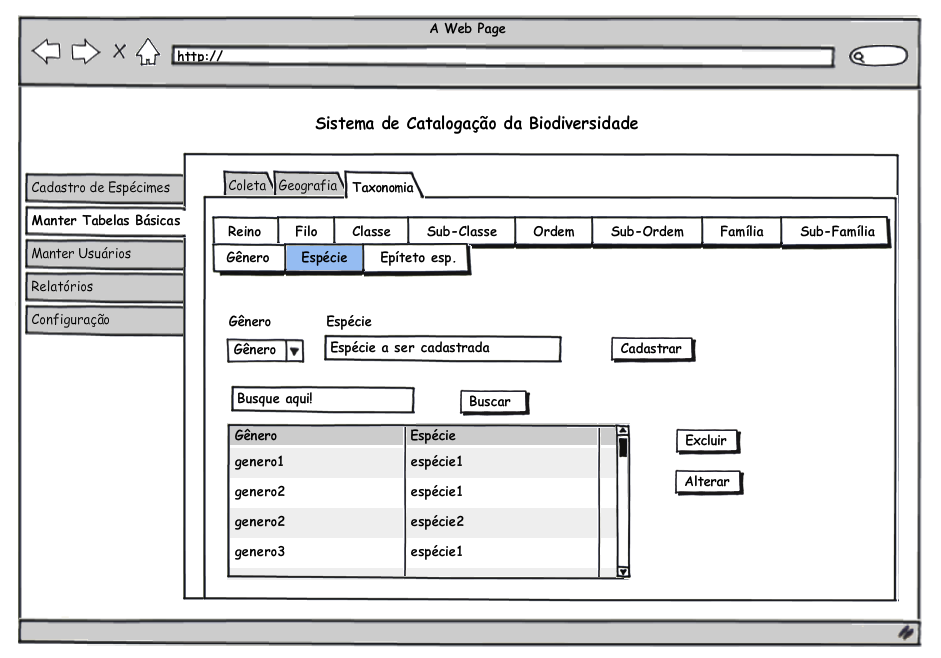 A Web Page
http://
Sistema de Catalogação da Biodiversidade
Cadastro de Espécimes
Manter Tabelas Básicas
Manter Usuários
Relatórios
Configuração
Coleta Geografia Taxonomia
Reino Filo Classe Sub-Classe Ordem Sub-Ordem Família Sub-Família
Gênero Espécie Epíteto esp.
Gênero Espécie
Gênero Espécie a ser cadastrada Cadastrar
Busque aqui! Buscar
Gênero Espécie
genero1 espécie1
genero2 espécie1
genero2 espécie2
genero3 espécie1
Excluir
Alterar